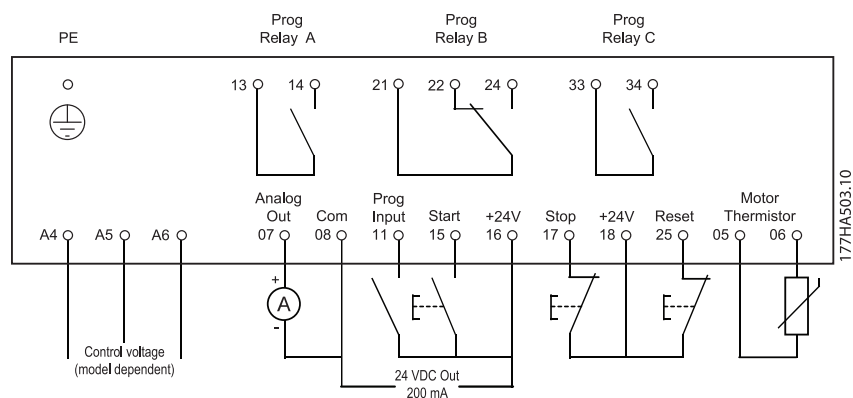 PE
Prog
Relay A
Prog
Relay B
Prog
Relay C
13 14 21 22 24 33 34
Analog
Out
Com
Prog
Input
Start
+24V
Stop
+24V
Reset
Motor
Thermistor
A4 A5 A6 07 08 11 15 16 17 18 25 05 06
+
A
-
Control voltage
(model dependent)
24 VDC Out
200 mA
177HA503.10